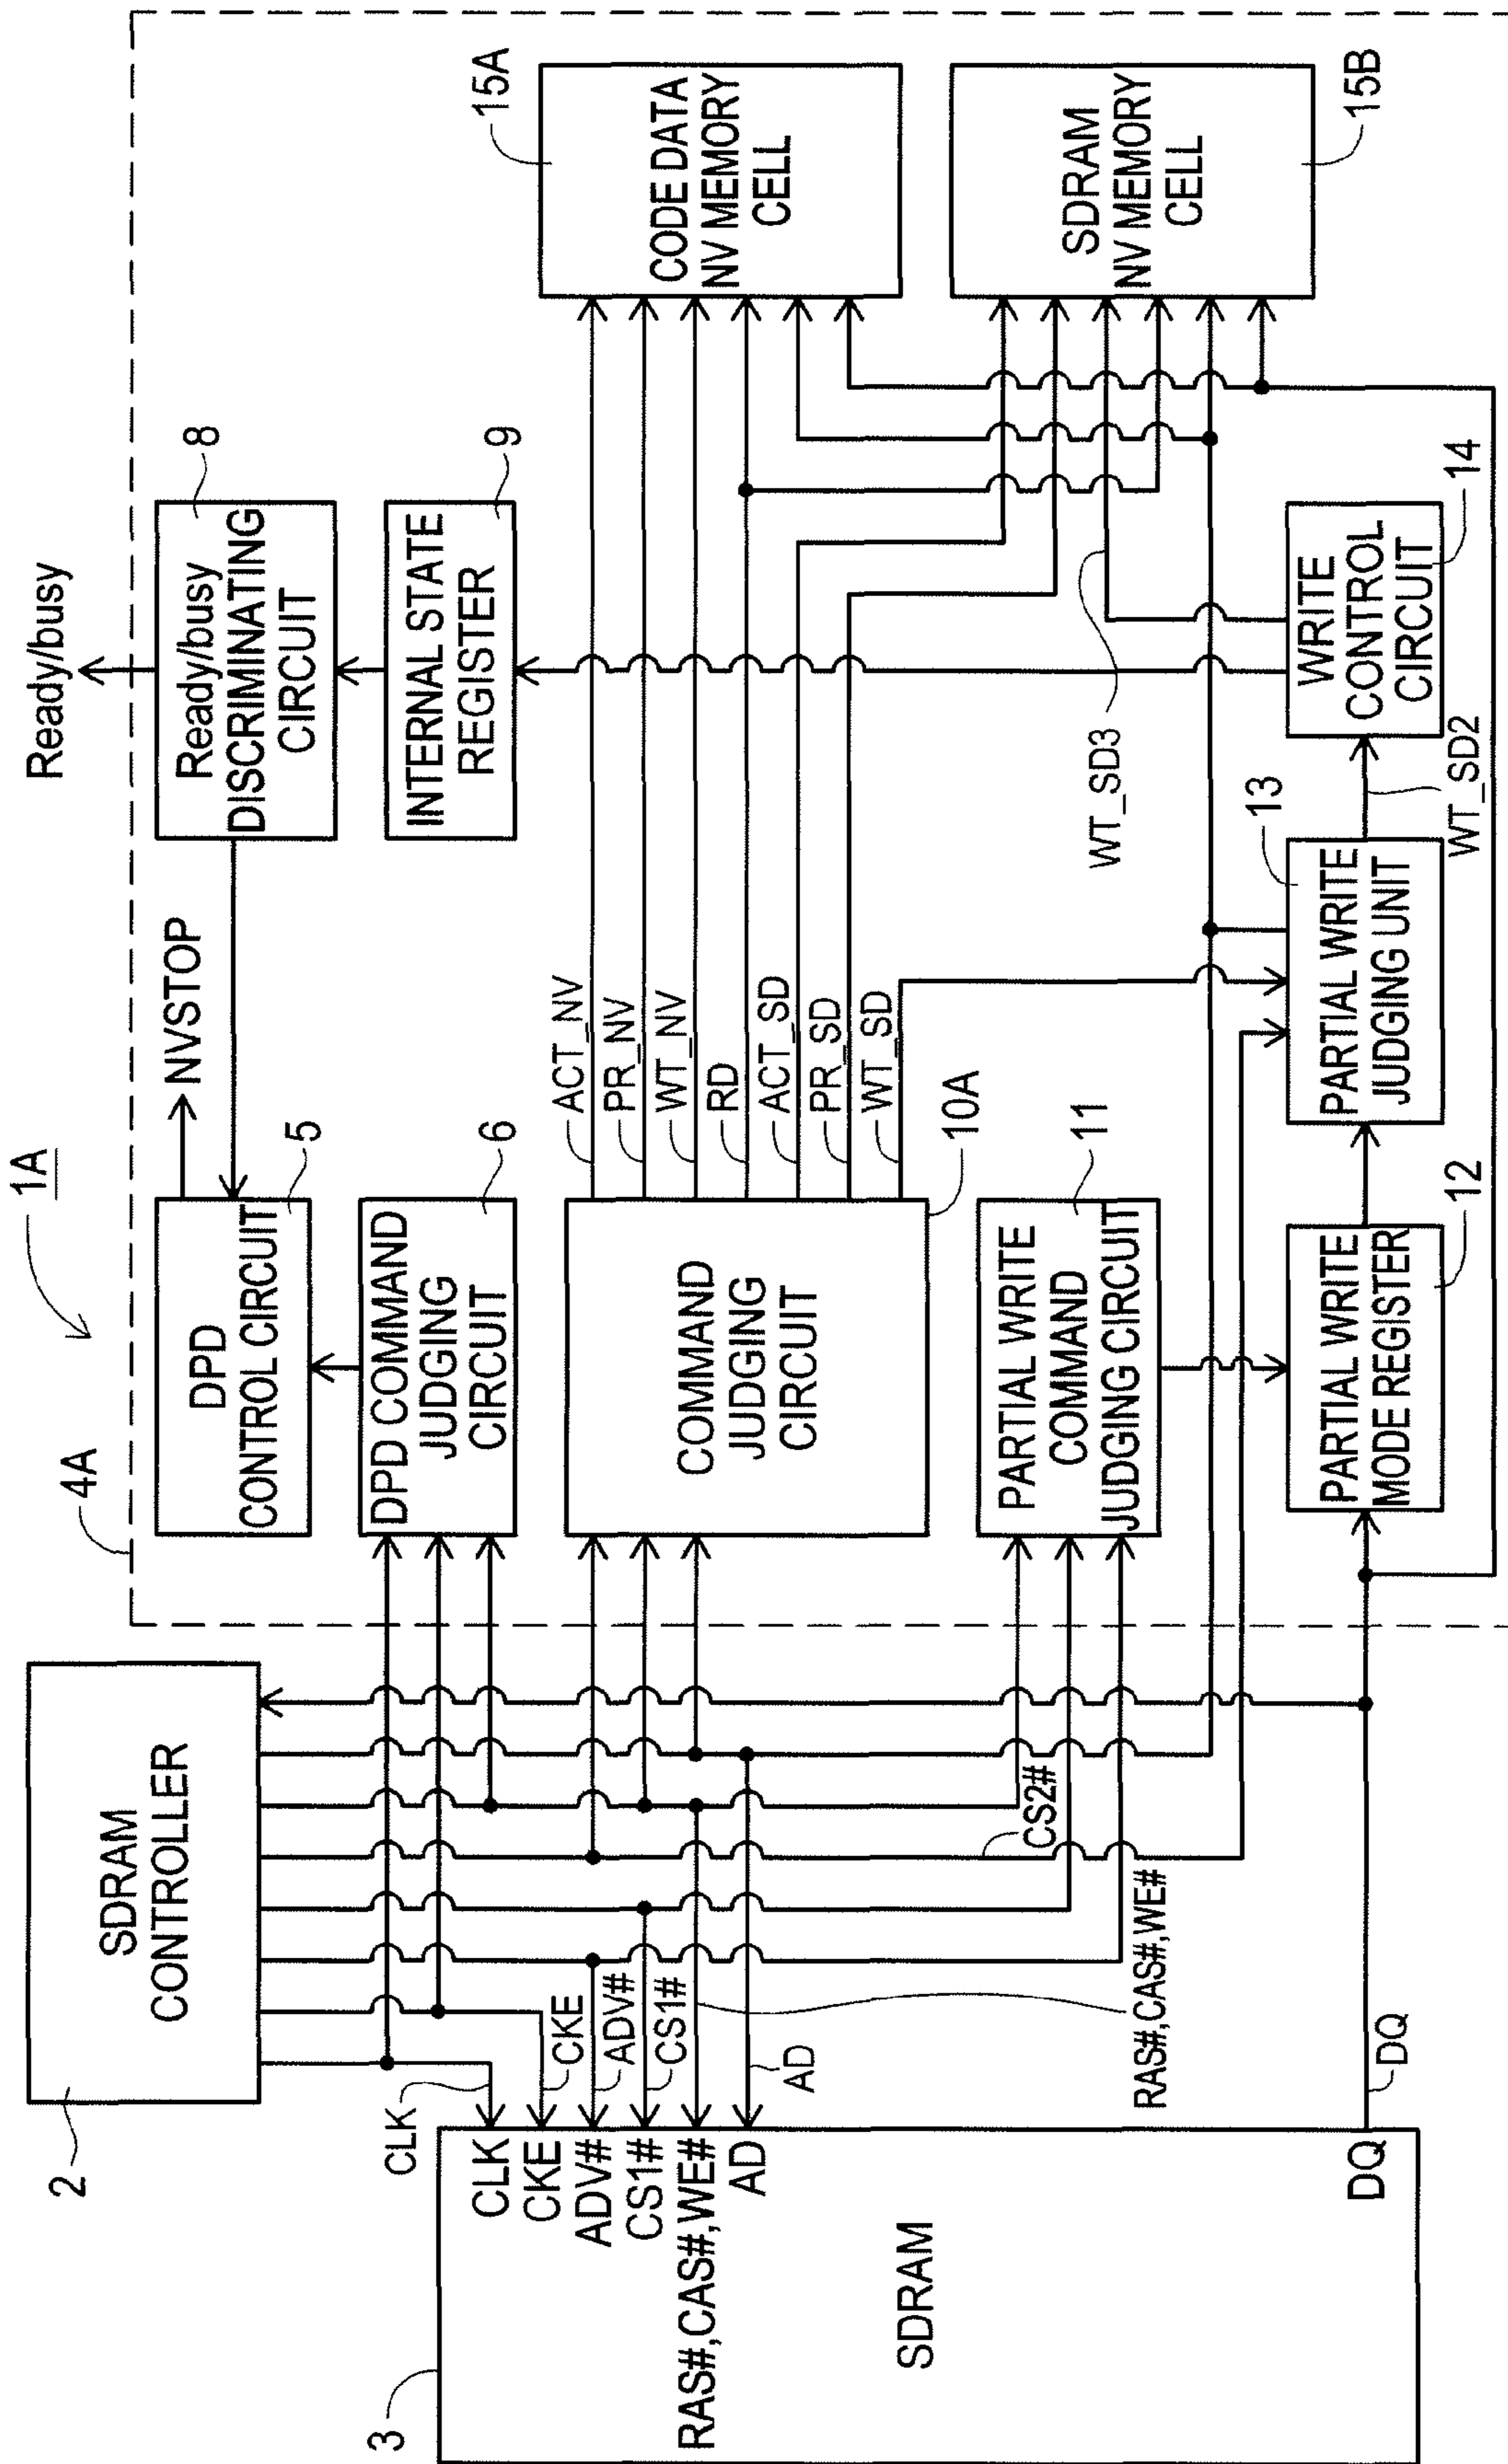 1A
2
SDRAM
CONTROLLER
3
SDRAM
CLK
CKE
ADV#
CS1#
RAS#,CAS#,WE#
AD
DQ
CLK
CKE
ADV#
CS1#
AD
RAS#,CAS#,WE#
CS2#
DQ
4A
DPD
CONTROL CIRCUIT
5
NVSTOP
DPD COMMAND
JUDGING
CIRCUIT
6
Ready/busy
Ready/busy
DISCRIMINATING
CIRCUIT
8
INTERNAL STATE
REGISTER
9
COMMAND
JUDGING
CIRCUIT
10A
ACT_NV
PR_NV
WT_NV
RD
ACT_SD
PR_SD
WT_SD
PARTIAL WRITE
COMMAND
JUDGING CIRCUIT
11
PARTIAL WRITE
MODE REGISTER
12
PARTIAL WRITE
JUDGING UNIT
13
WT_SD2
WRITE
CONTROL
CIRCUIT
14
WT_SD3
CODE DATA
NV MEMORY
CELL
15A
SDRAM
NV MEMORY
CELL
15B